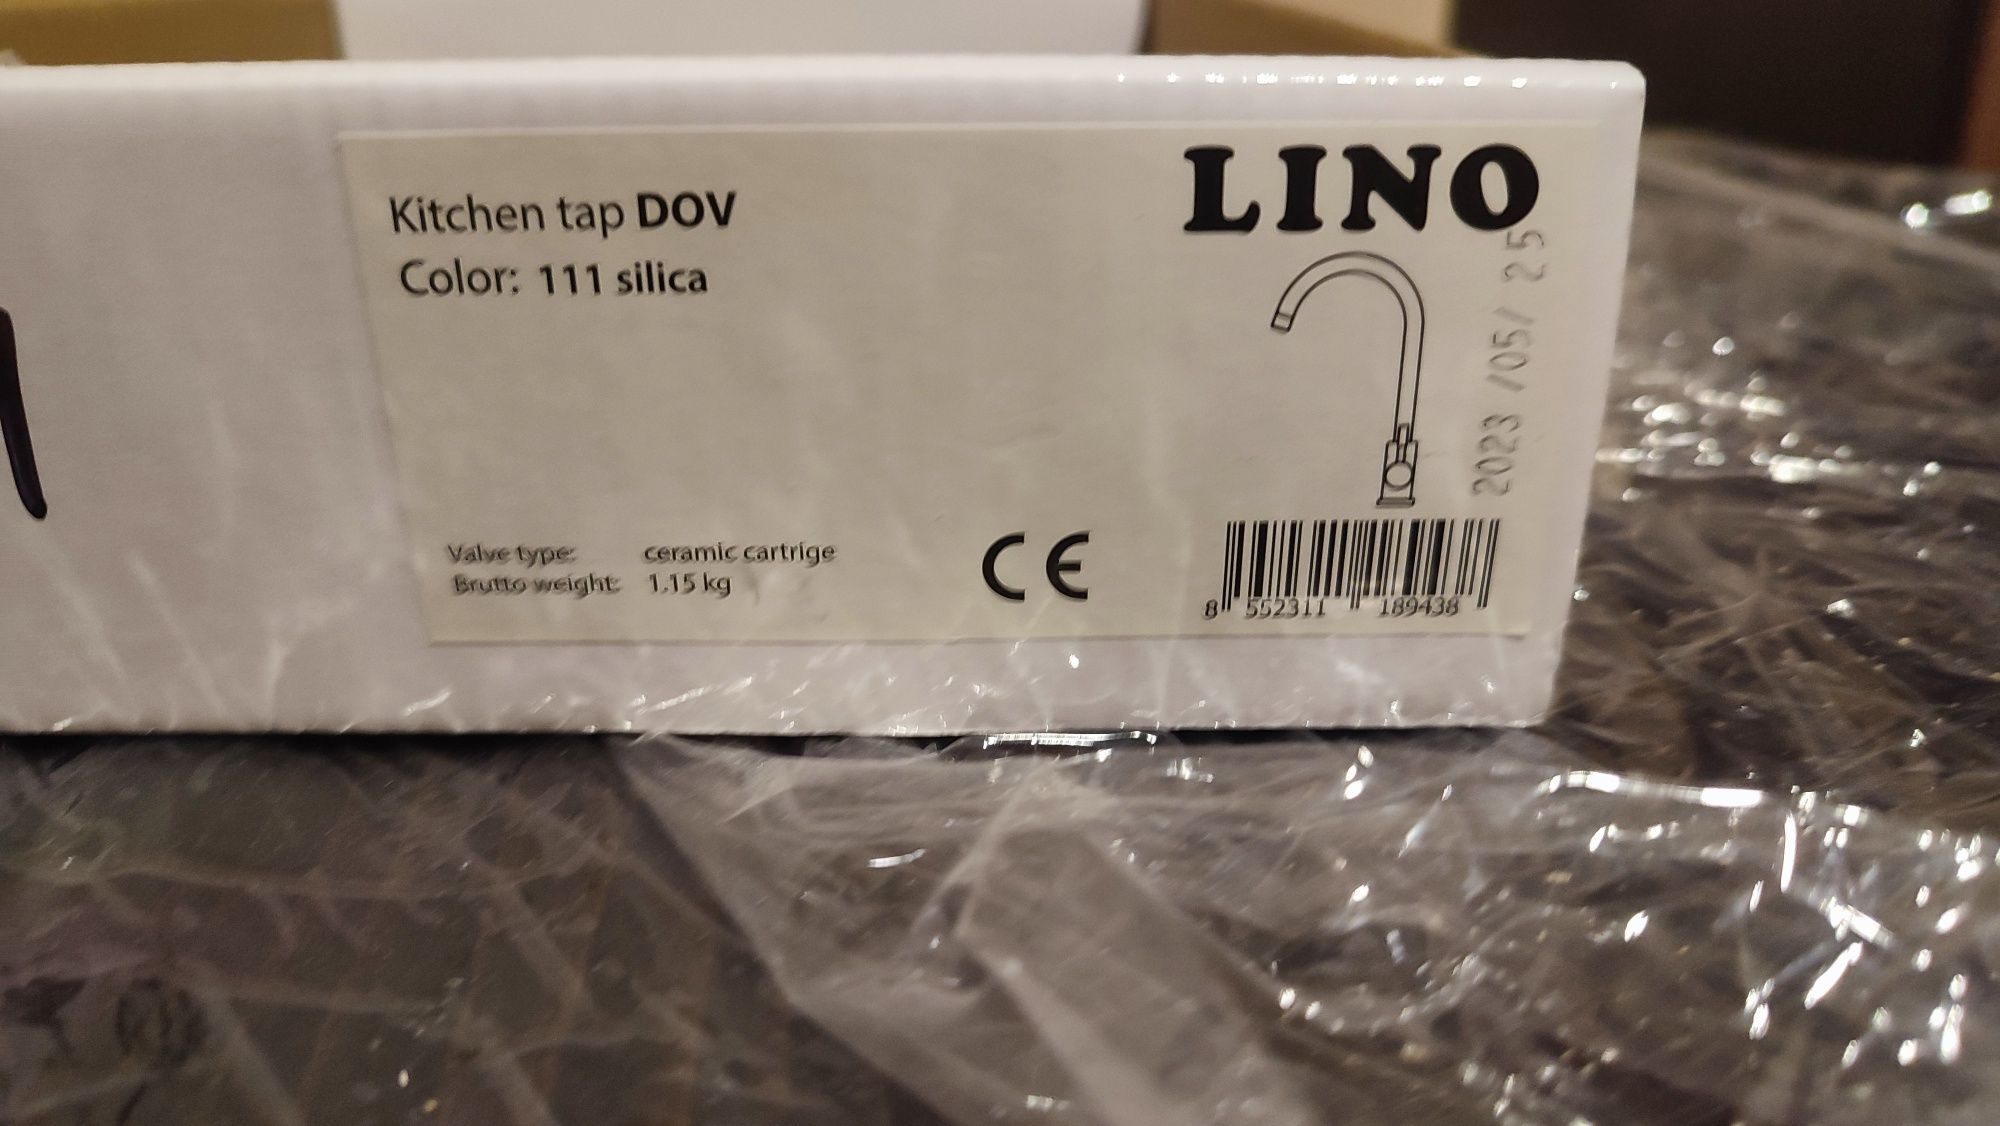 Kitchen tap DOV
Color: 111 silica
LINO
2023 /05/ 25
Valve type: ceramic cartrige
Brutto weight: 1.15 kg
CE
8 552311 189438